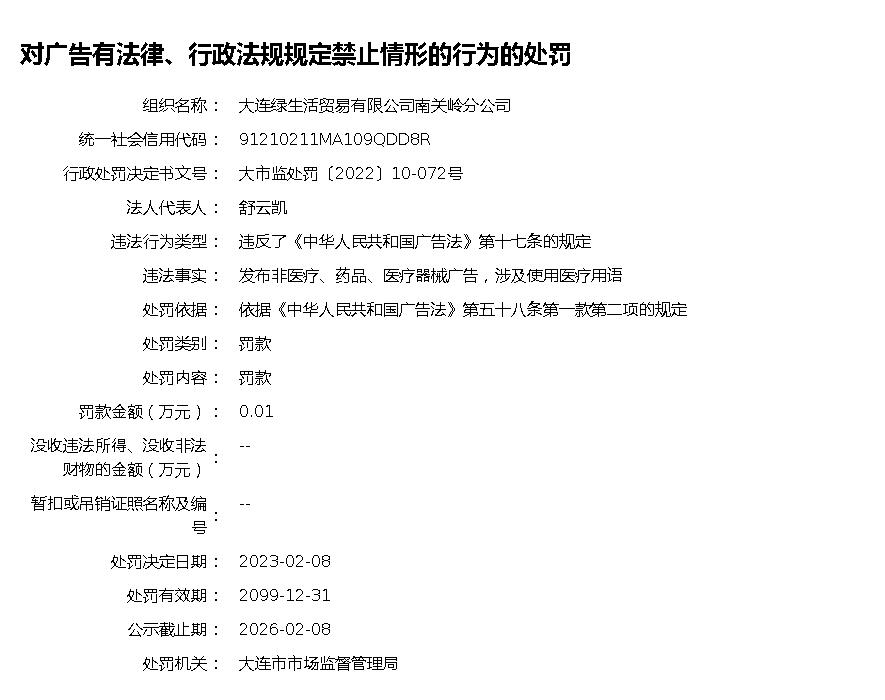 对广告有法律、行政法规规定禁止情形的行为的处罚
组织名称： 大连绿生活贸易有限公司南关岭分公司
统一社会信用代码： 91210211MA109QDD8R
行政处罚决定书文号： 大市监处罚〔2022〕10-072号
法人代表人： 舒云凯
违法行为类型： 违反了《中华人民共和国广告法》第十七条的规定
违法事实： 发布非医疗、药品、医疗器械广告，涉及使用医疗用语
处罚依据： 依据《中华人民共和国广告法》第五十八条第一款第二项的规定
处罚类别： 罚款
处罚内容： 罚款
罚款金额（万元）： 0.01
没收违法所得、没收非法 --
财物的金额（万元）：
暂扣或吊销证照名称及编 --
号：
处罚决定日期： 2023-02-08
处罚有效期： 2099-12-31
公示截止期： 2026-02-08
处罚机关： 大连市市场监督管理局